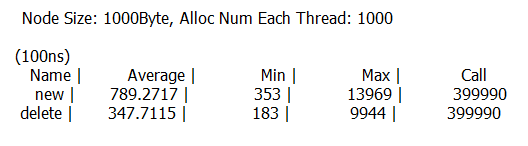 Node Size: 1000Byte, Alloc Num Each Thread: 1000
(100ns)
Name | Average | Min | Max | Call
new | 789.2717 | 353 | 13969 | 399990
delete | 347.7115 | 183 | 9944 | 399990